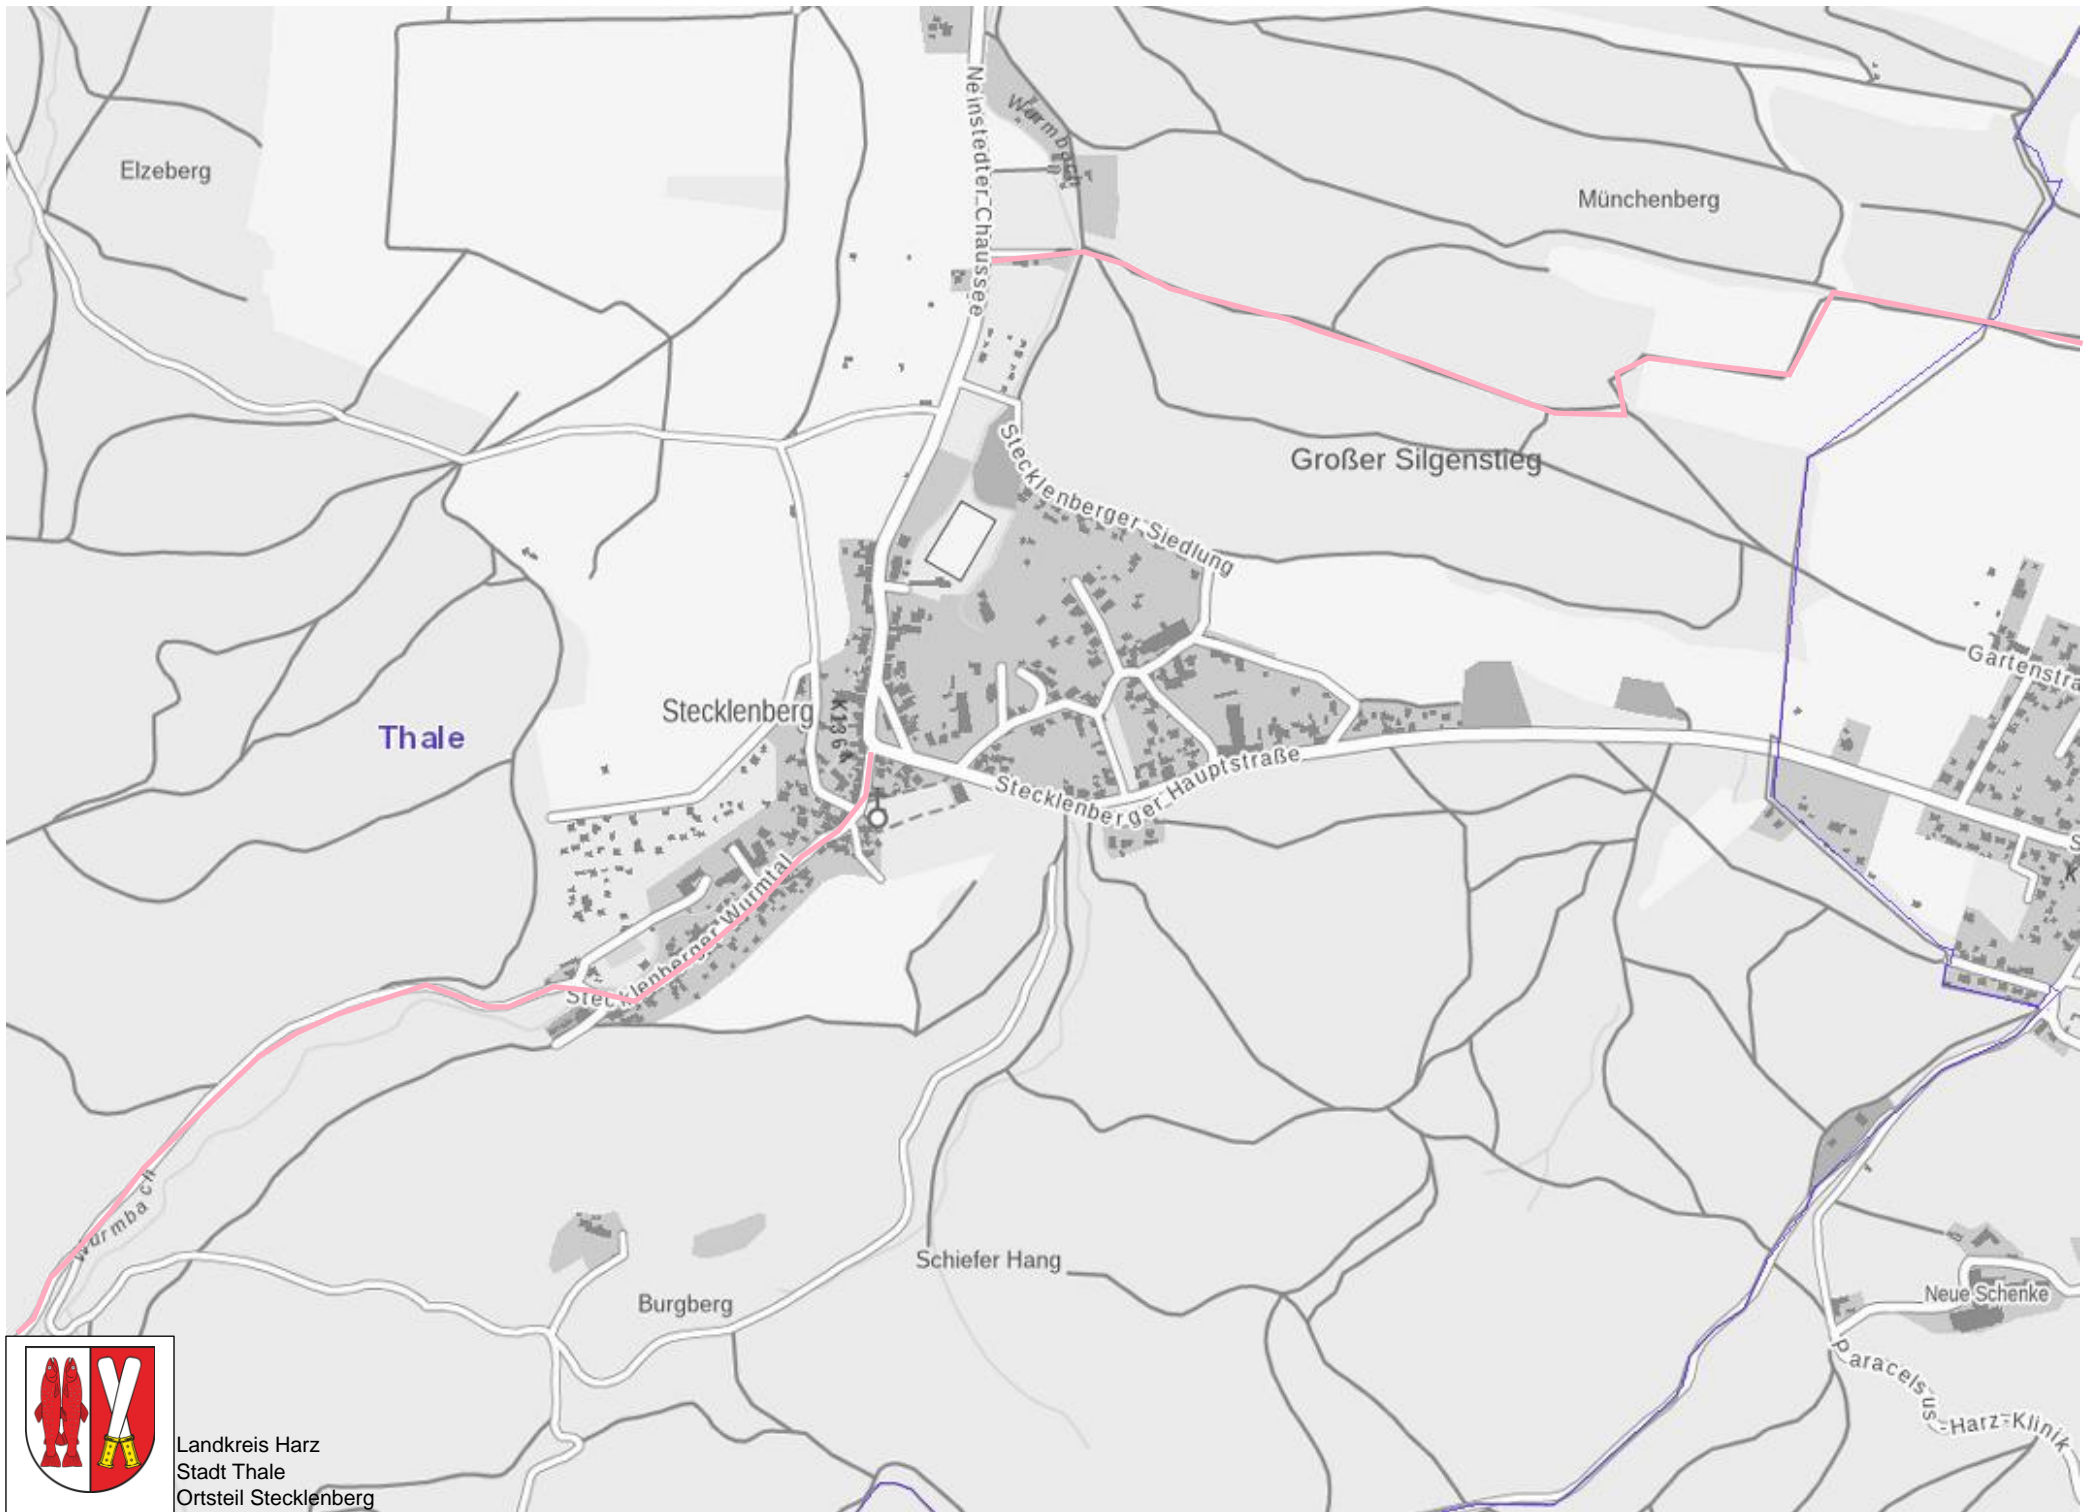 Neinstedter Chaussee
Wurmbach
Elzeberg
Münchenberg
Stecklenberger Siedlung
Großer Silgenstieg
Gartenstra
Stecklenberg
K1364
Thale
Stecklenberger Hauptstraße
S
K
Stecklenberger Wurmtal
Wurmbach
Schiefer Hang
Burgberg
Neue Schenke
Paracelsus-Harz-Klinik
Landkreis Harz
Stadt Thale
Ortsteil Stecklenberg